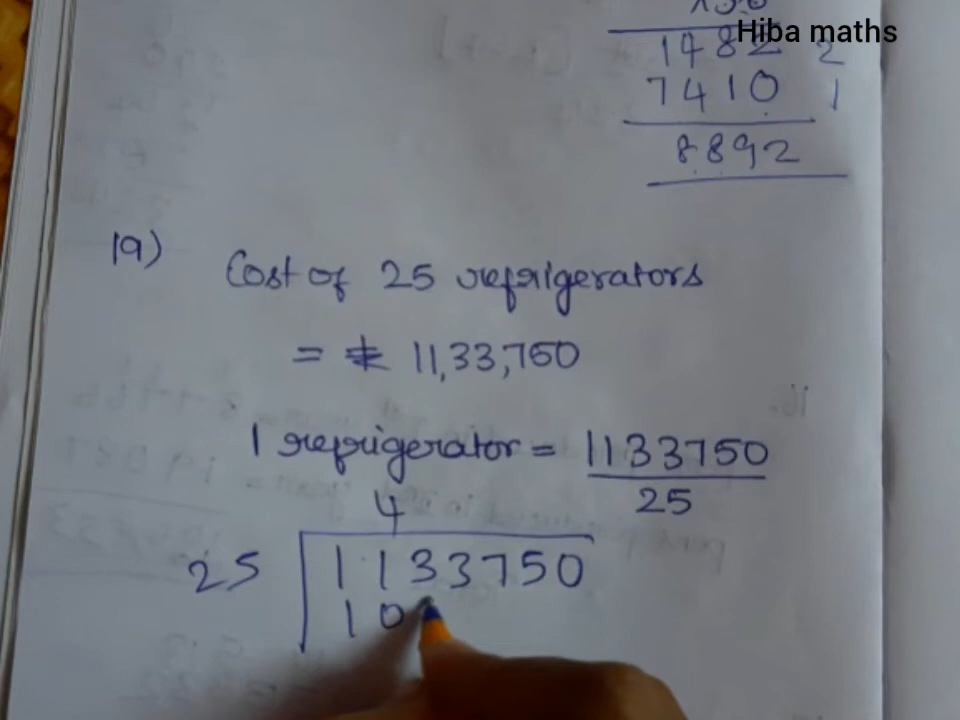 Hiba maths
1482 2
7410 1
8892
19) Cost of 25 refrigerators
= ₹ 11,33,750
1 refrigerator = 1133750
25
4
25 1133750
10